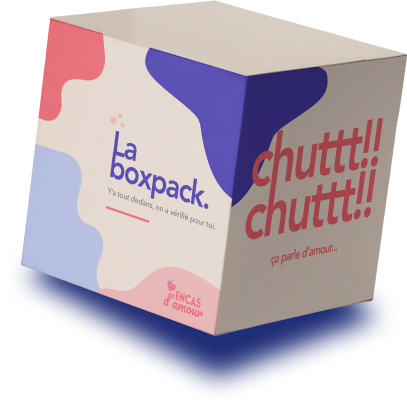 La
boxpack.
Y'a tout dedans, on a vérifié pour toi.
ENCAS
d'amour
chuttt!!
chuttt!!
ça parle d'amour...